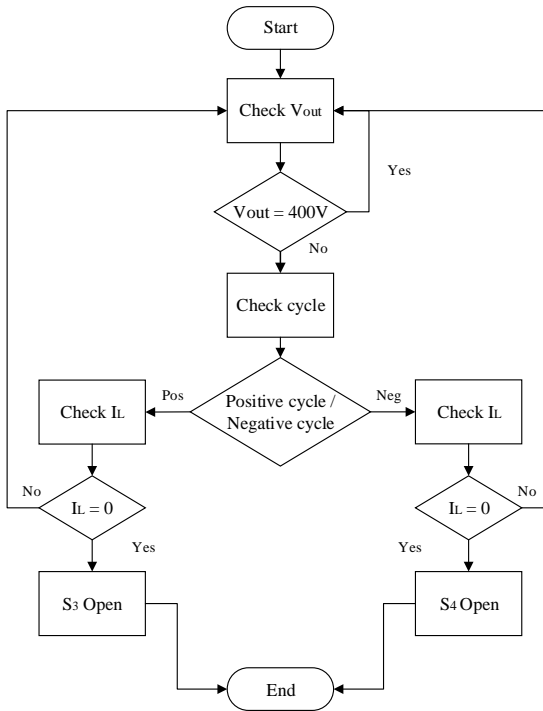 Start
Check Vout
Yes
Vout = 400V
No
Check cycle
Pos
Positive cycle /
Negative cycle
Neg
Check IL
Check IL
No
IL = 0
IL = 0
No
Yes
Yes
S3 Open
S4 Open
End